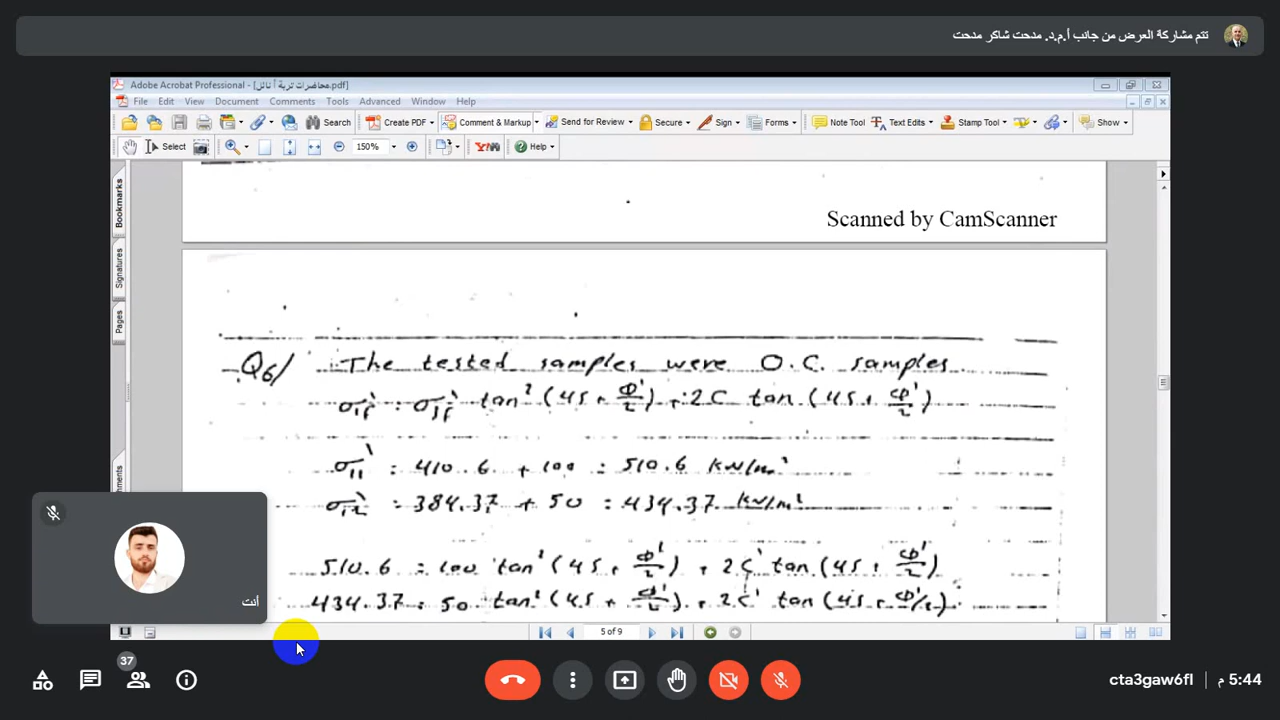 تتم مشاركة العرض من جانب أ.م.د. مدحت شاكر مدحت
Adobe Acrobat Professional - [محاضرات تربة أ نائل.pdf]
File Edit View Document Comments Tools Advanced Window Help
Search Create PDF Comment & Markup Send for Review Secure Sign Forms Note Tool Text Edits Stamp Tool Show
Select 150% Y! Help
Bookmarks
Signatures
Pages
Scanned by CamScanner
Q6/ The tested samples were O.C. samples
σ1f' = σ3f' tan² (45 + φ'/2) + 2C tan (45 + φ'/2)
σ11' = 410.6 + 100 = 510.6 kN/m²
σ12' = 384.37 + 50 = 434.37 kN/m²
510.6 = 100 tan² (45 + φ'/2) + 2C' tan (45 + φ'/2)
434.37 = 50 tan² (45 + φ'/2) + 2C' tan (45 + φ'/2)
أنت
5 of 9
37
cta3gaw6fl | 5:44 م